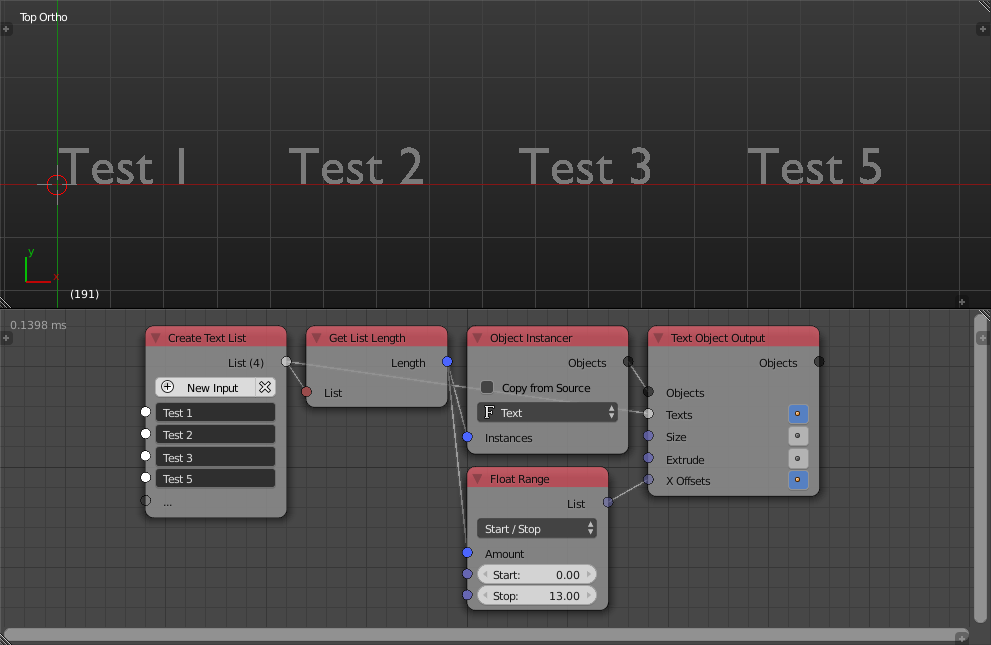 Top Ortho
Test 1 Test 2 Test 3 Test 5
y
x
(191)
0.1398 ms
Create Text List
List (4)
New Input
Test 1
Test 2
Test 3
Test 5
...
Get List Length
Length
List
Object Instancer
Objects
Copy from Source
F Text
Instances
Float Range
List
Start / Stop
Amount
Start: 0.00
Stop: 13.00
Text Object Output
Objects
Objects
Texts
Size
Extrude
X Offsets